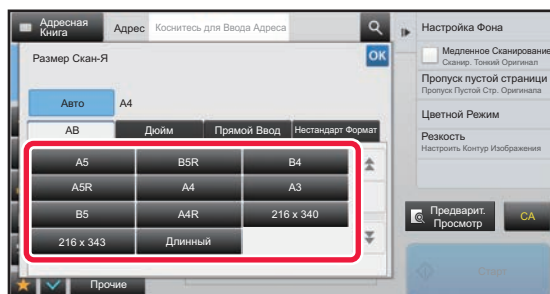 Адресная
Книга
Адрес
Коснитесь для Ввода Адреса
Размер Скан-Я
OK
Авто
A4
AB
Дюйм
Прямой Ввод
Нестандарт Формат
A5
B5R
B4
A5R
A4
A3
B5
A4R
216 x 340
216 x 343
Длинный
Прочие
Настройка Фона
Медленное Сканирование
Сканир. Тонкий Оригинал
Пропуск пустой страници
Пропуск Пустой Стр. Оригинала
Цветной Режим
Резкость
Настроить Контур Изображения
Предварит.
Просмотр
CA
Старт